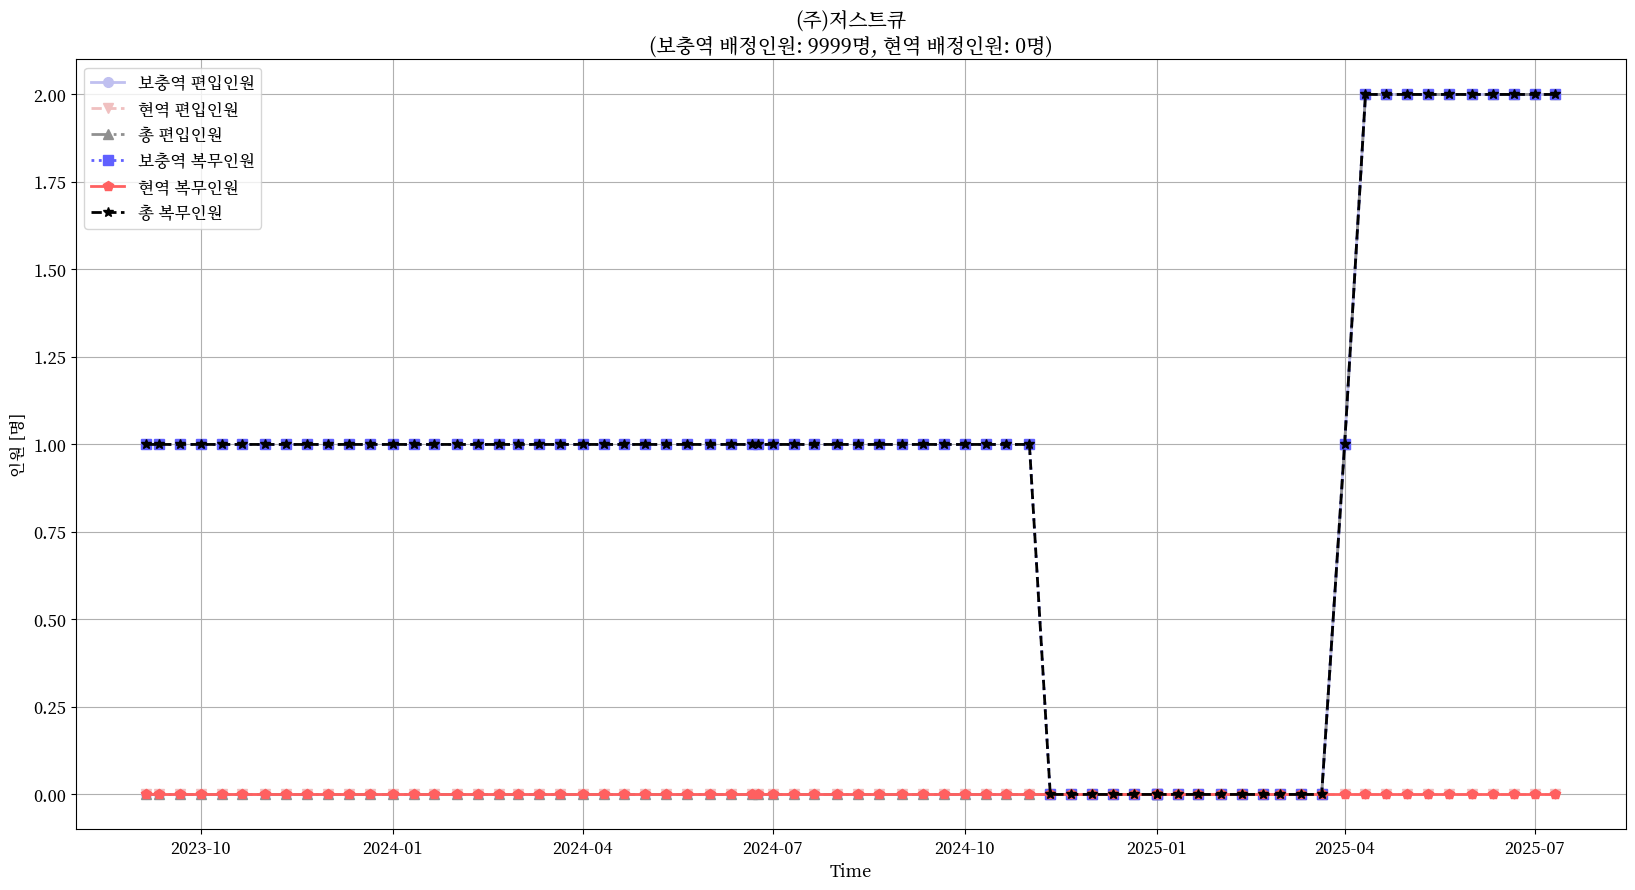 (주)저스트큐
(보충역 배정인원: 9999명, 현역 배정인원: 0명)
보충역 편입인원
현역 편입인원
총 편입인원
보충역 복무인원
현역 복무인원
총 복무인원
인원 [명]
2.00
1.75
1.50
1.25
1.00
0.75
0.50
0.25
0.00
2023-10
2024-01
2024-04
2024-07
2024-10
2025-01
2025-04
2025-07
Time